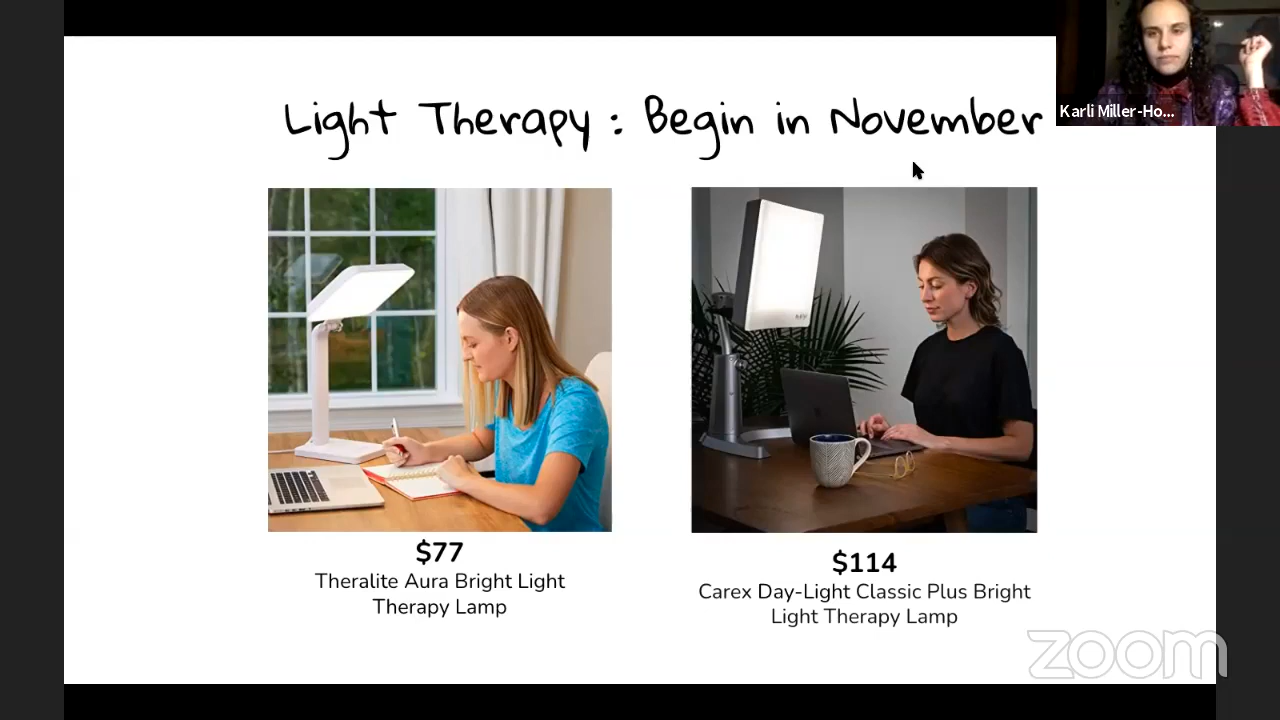 Light Therapy : Begin in November
Karli Miller-Ho...
$77
Theralite Aura Bright Light
Therapy Lamp
$114
Carex Day-Light Classic Plus Bright
Light Therapy Lamp
zoom